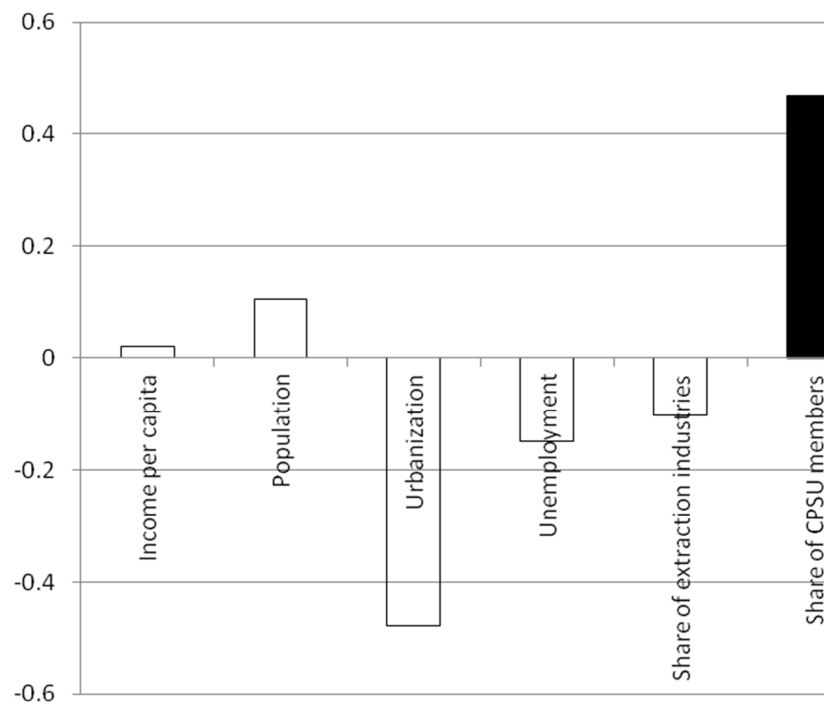 0.6
0.4
0.2
0
-0.2
-0.4
-0.6
Income per capita
Population
Urbanization
Unemployment
Share of extraction industries
Share of CPSU members